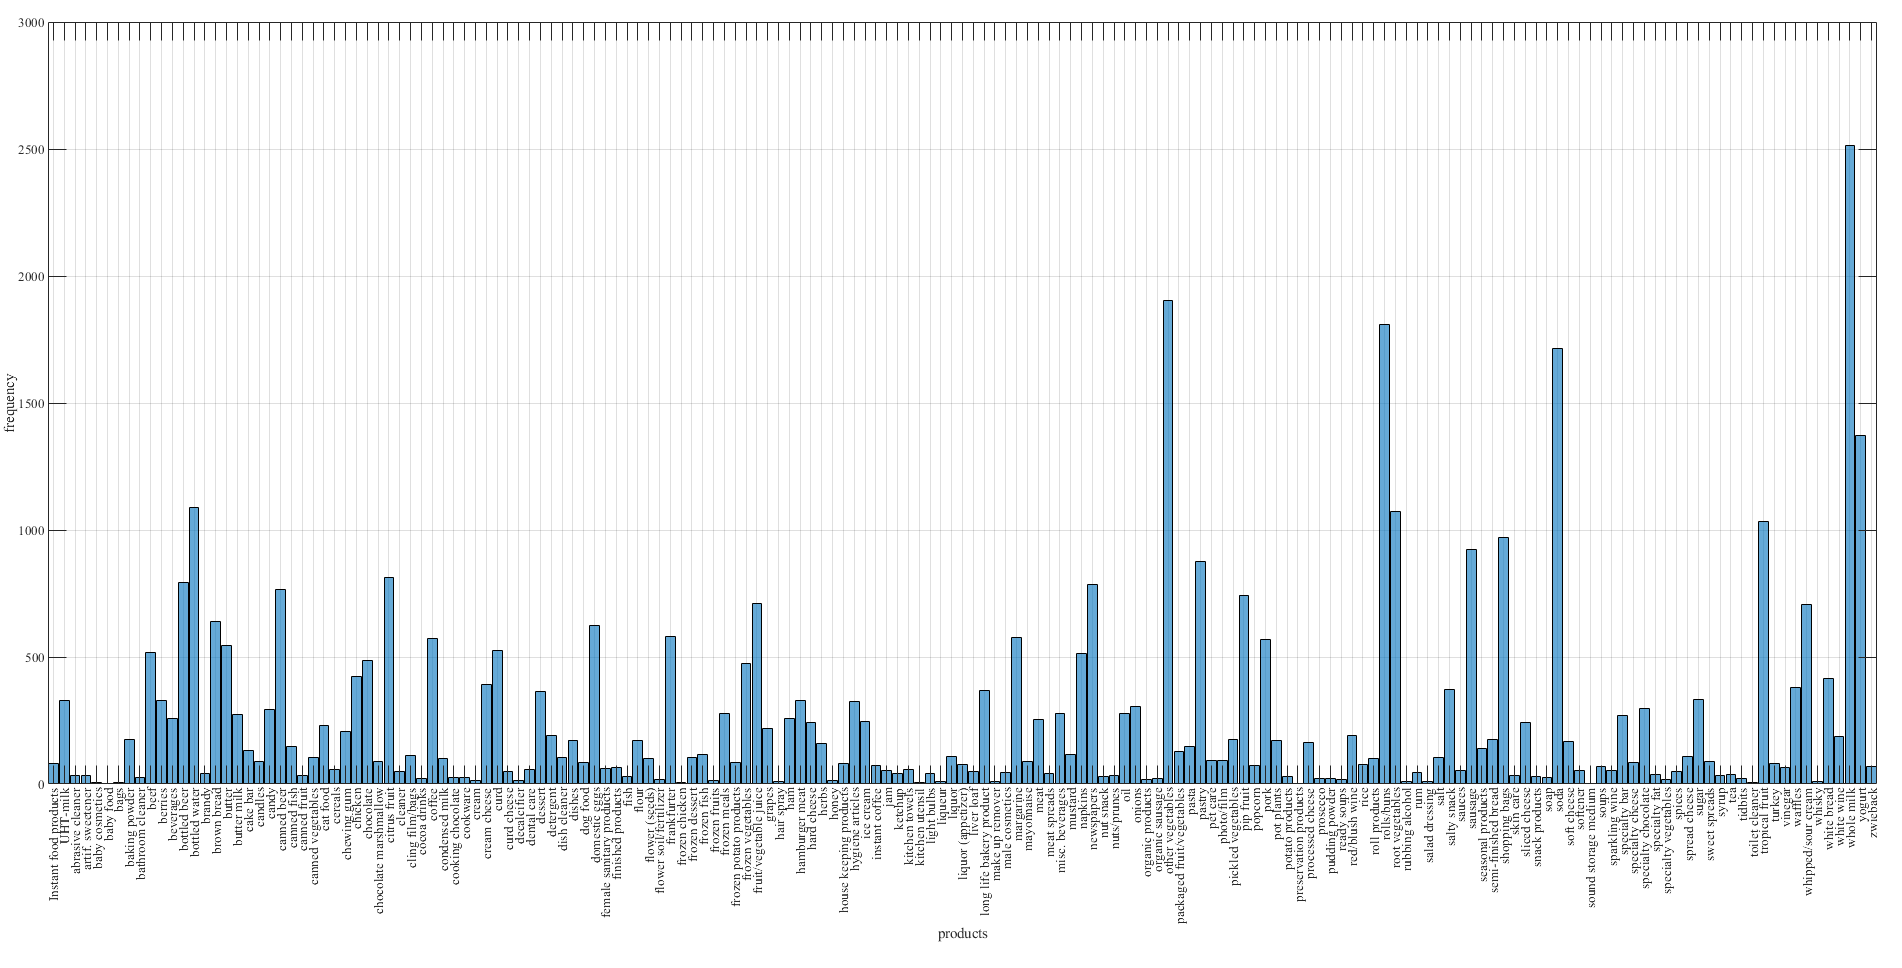 3000
2500
2000
1500
1000
500
0
frequency
Instant food products
UHT-milk
abrasive cleaner
artif. sweetener
baby cosmetics
baby food
bags
baking powder
bathroom cleaner
beef
berries
beverages
bottled beer
bottled water
brandy
brown bread
butter
butter milk
cake bar
candles
candy
canned beer
canned fish
canned fruit
canned vegetables
cat food
cereals
chewing gum
chicken
chocolate
chocolate marshmallow
citrus fruit
cleaner
cling film/bags
cocoa drinks
coffee
condensed milk
cooking chocolate
cookware
cream
cream cheese
curd
curd cheese
decalcifier
dental care
dessert
detergent
dish cleaner
dishes
dog food
domestic eggs
female sanitary products
finished products
fish
flour
flower (seeds)
flower soil/fertilizer
frankfurter
frozen chicken
frozen dessert
frozen fish
frozen fruits
frozen meals
frozen potato products
frozen vegetables
fruit/vegetable juice
grapes
hair spray
ham
hamburger meat
hard cheese
herbs
honey
house keeping products
hygiene articles
ice cream
instant coffee
jam
ketchup
kitchen towels
kitchen utensil
light bulbs
liqueur
liquor
liquor (appetizer)
liver loaf
long life bakery product
make up remover
male cosmetics
margarine
mayonnaise
meat
meat spreads
misc. beverages
mustard
napkins
newspapers
nut snack
nuts/prunes
oil
onions
organic products
organic sausage
other vegetables
packaged fruit/vegetables
pasta
pastry
pet care
photo/film
pickled vegetables
pip fruit
popcorn
pork
pot plants
potato products
preservation products
processed cheese
prosecco
pudding powder
ready soups
red/blush wine
rice
roll products
rolls/buns
root vegetables
rubbing alcohol
rum
salad dressing
salt
salty snack
sauces
sausage
seasonal products
semi-finished bread
shopping bags
skin care
sliced cheese
snack products
soap
soda
soft cheese
softener
sound storage medium
soups
sparkling wine
specialty bar
specialty cheese
specialty chocolate
specialty fat
specialty vegetables
spices
spread cheese
sugar
sweet spreads
syrup
tea
tidbits
toilet cleaner
tropical fruit
turkey
vinegar
waffles
whipped/sour cream
whisky
white bread
white wine
whole milk
yogurt
zwieback
products